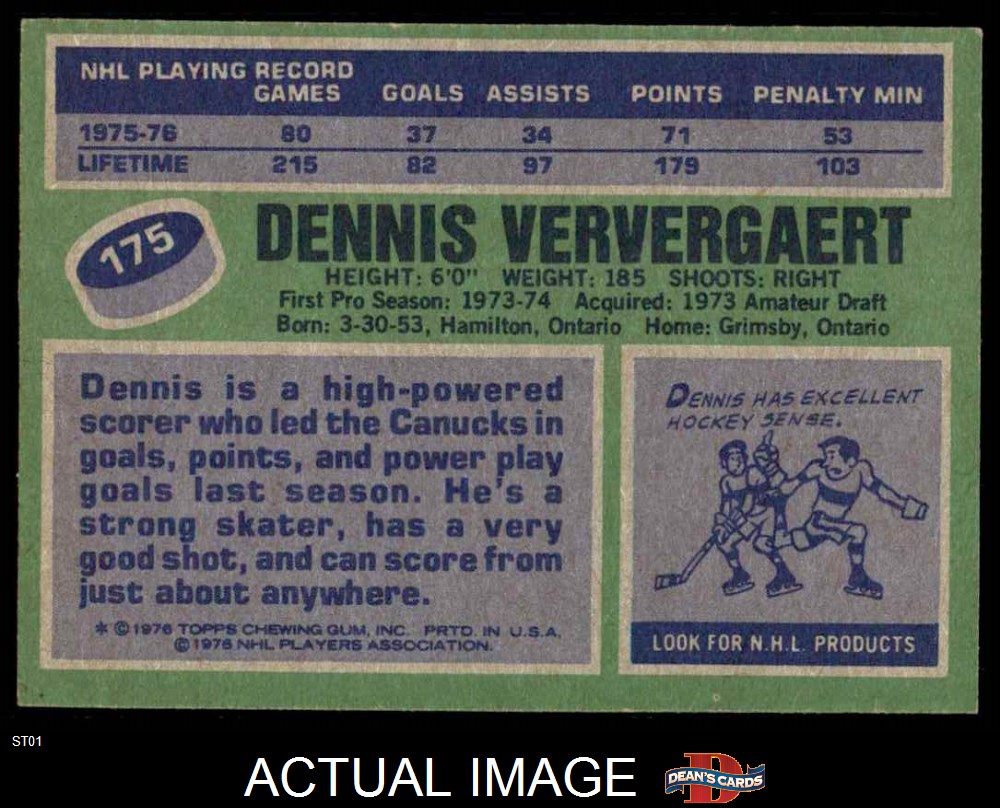 NHL PLAYING RECORD
GAMES GOALS ASSISTS POINTS PENALTY MIN
1975-76 80 37 34 71 53
LIFETIME 215 82 97 179 103
175
DENNIS VERVERGAERT
HEIGHT: 6'0" WEIGHT: 185 SHOOTS: RIGHT
First Pro Season: 1973-74 Acquired: 1973 Amateur Draft
Born: 3-30-53, Hamilton, Ontario Home: Grimsby, Ontario
Dennis is a high-powered
scorer who led the Canucks in
goals, points, and power play
goals last season. He's a
strong skater, has a very
good shot, and can score from
just about anywhere.
* ©1976 TOPPS CHEWING GUM, INC. PRTD. IN U.S.A.
©1976 NHL PLAYERS ASSOCIATION.
DENNIS HAS EXCELLENT
HOCKEY SENSE.
LOOK FOR N.H.L. PRODUCTS
ST01
ACTUAL IMAGE
DEAN'S CARDS